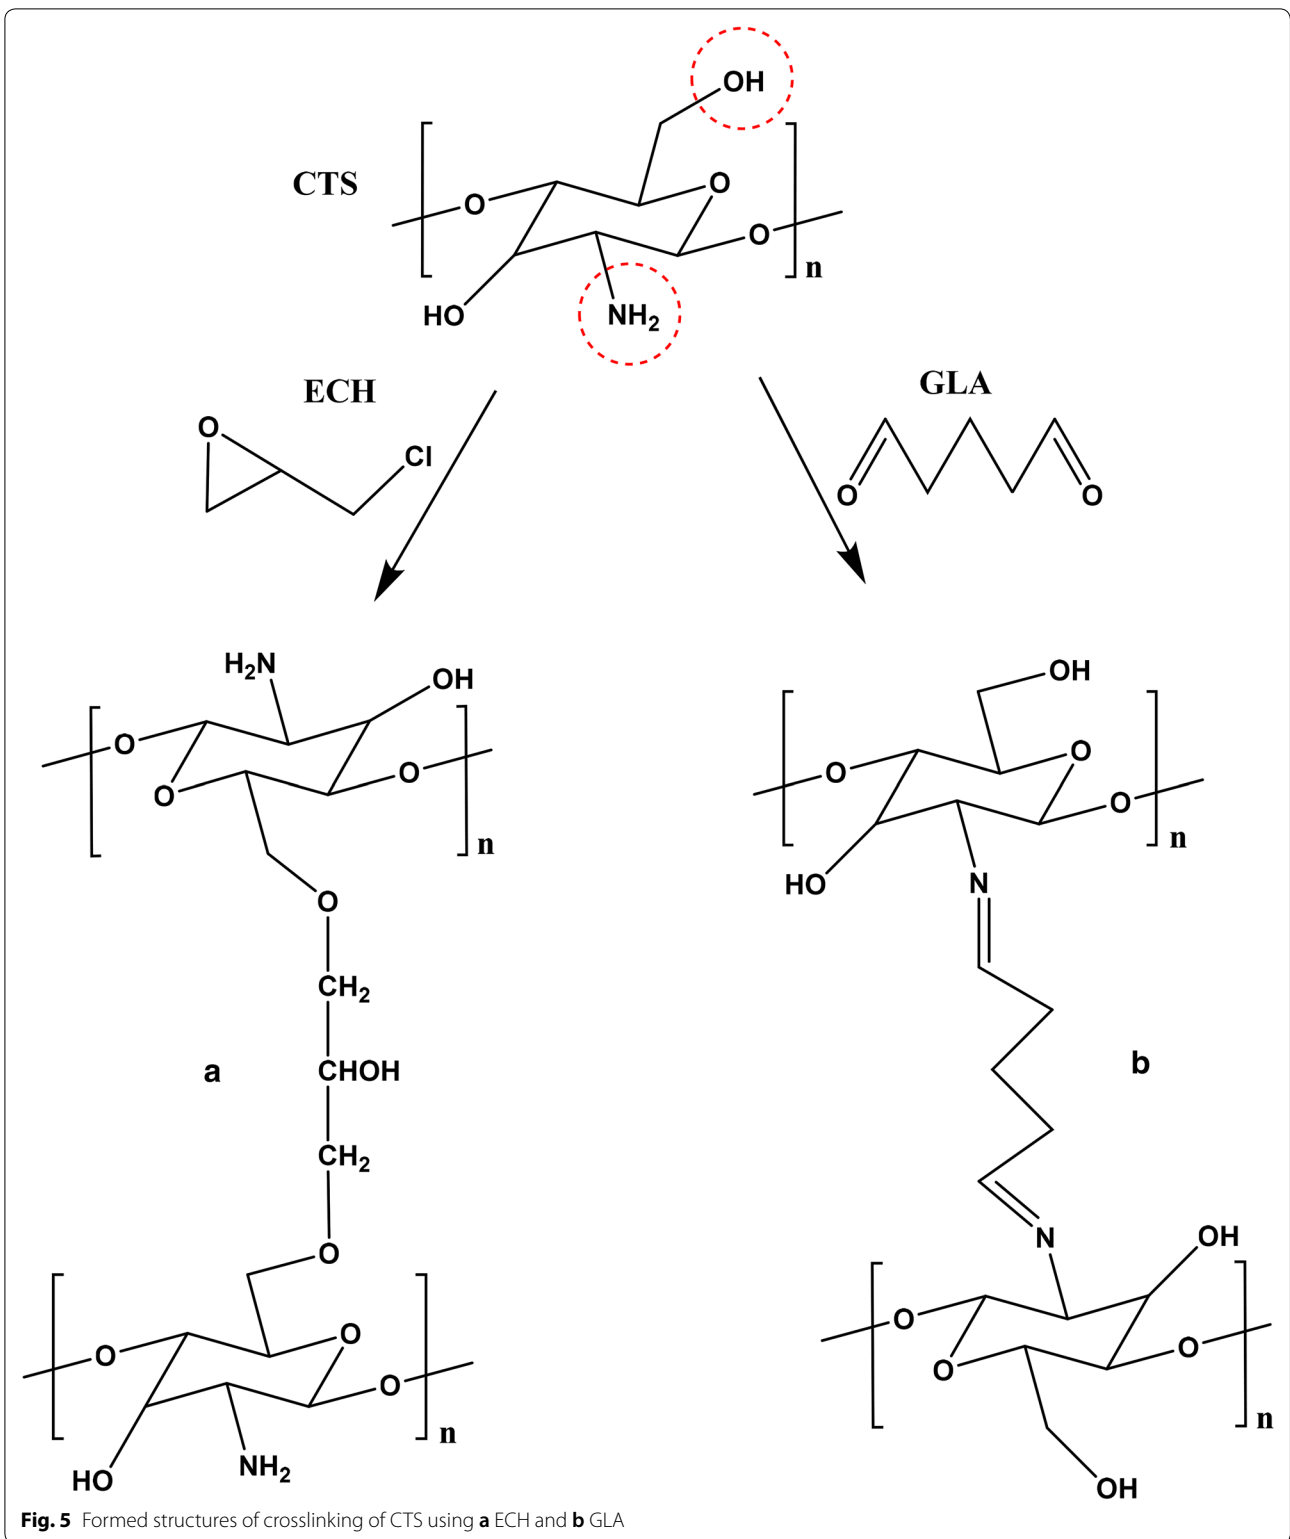 OH
CTS
O
O
O
n
HO
NH2
ECH
GLA
O
Cl
O
O
H2N
OH
OH
O
O
O
O
O
O
n
n
HO
N
O
CH2
a
CHOH
b
CH2
N
OH
O
O
O
O
O
O
O
n
n
HO
NH2
OH
Fig. 5 Formed structures of crosslinking of CTS using a ECH and b GLA